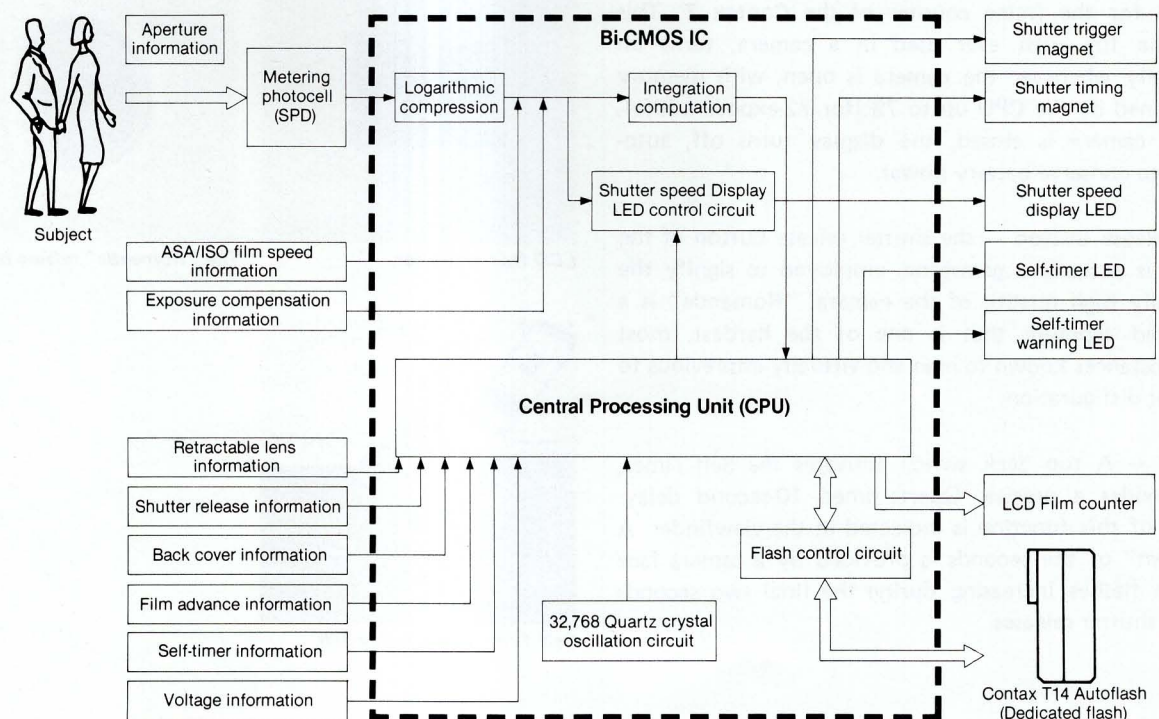 Aperture
information
Metering
photocell
(SPD)
Subject
ASA/ISO film speed
information
Exposure compensation
information
Retractable lens
information
Shutter release information
Back cover information
Film advance information
Self-timer information
Voltage information
Bi-CMOS IC
Logarithmic
compression
Integration
computation
Shutter speed Display
LED control circuit
Central Processing Unit (CPU)
Flash control circuit
32,768 Quartz crystal
oscillation circuit
Shutter trigger
magnet
Shutter timing
magnet
Shutter speed
display LED
Self-timer LED
Self-timer
warning LED
LCD Film counter
Contax T14 Autoflash
(Dedicated flash)